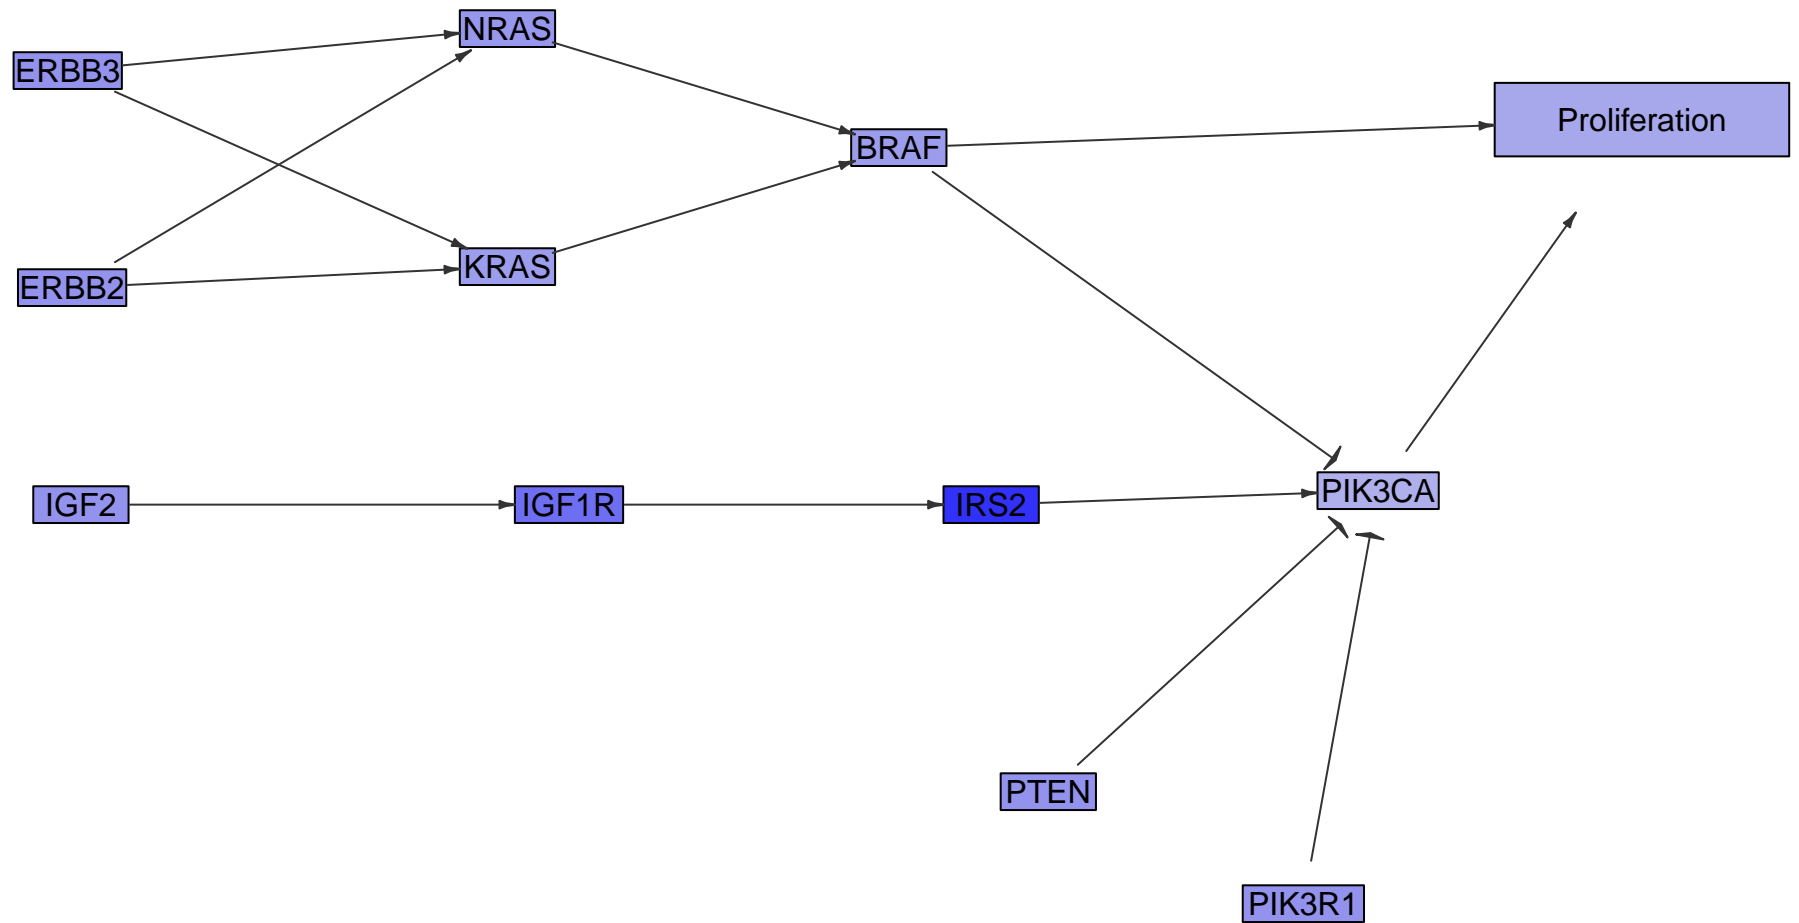 NRAS
ERBB3
Proliferation
BRAF
KRAS
ERBB2
IGF2
IGF1R
IRS2
PIK3CA
PTEN
PIK3R1